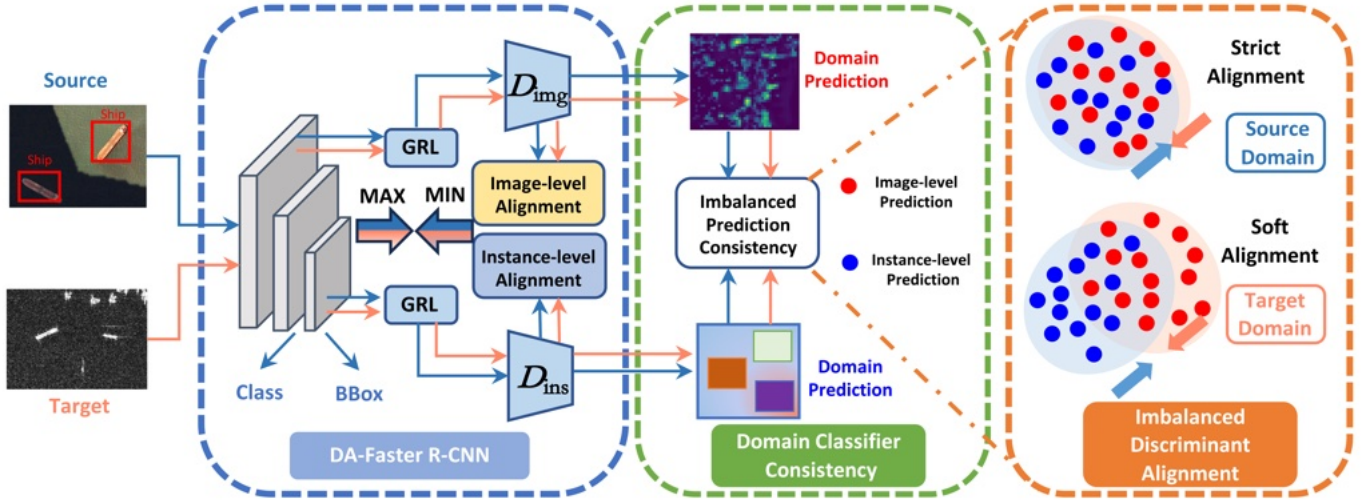 Source
Ship
Ship
Target
GRL
D_img
MAX
MIN
Image-level
Alignment
Instance-level
Alignment
GRL
D_ins
Class
BBox
DA-Faster R-CNN
Domain
Prediction
Imbalanced
Prediction
Consistency
Image-level
Prediction
Instance-level
Prediction
Domain
Prediction
Domain Classifier
Consistency
Strict
Alignment
Source
Domain
Soft
Alignment
Target
Domain
Imbalanced
Discriminant
Alignment